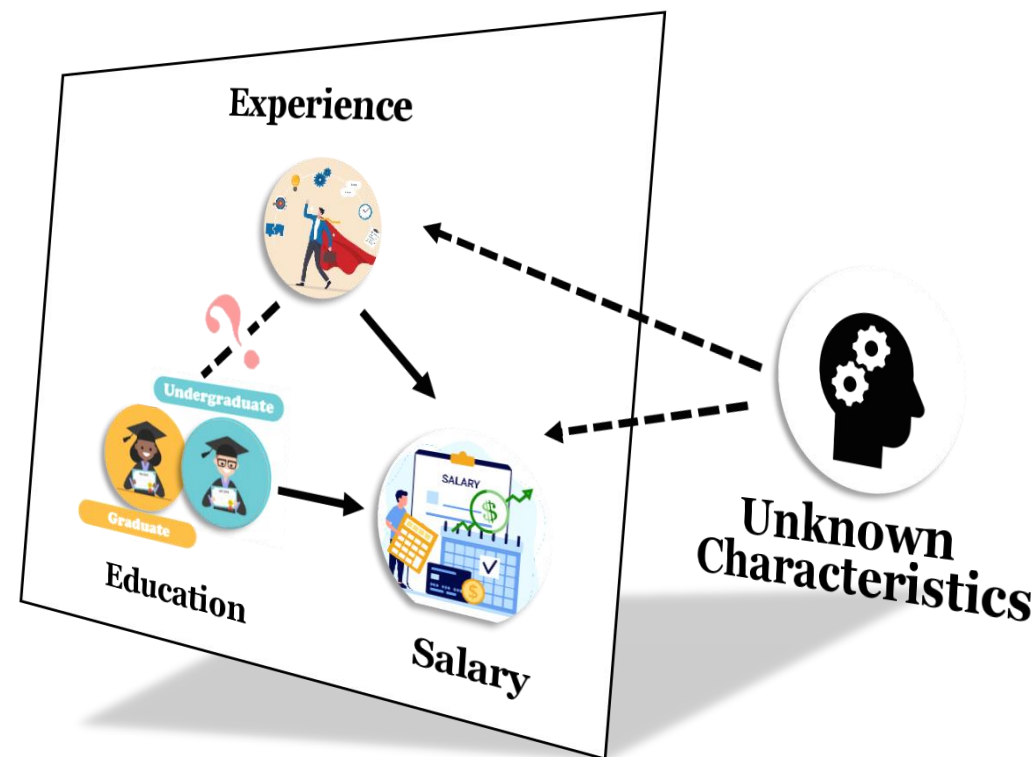 Experience
?
Undergraduate
Graduate
Education
SALARY
$
$
Salary
Unknown
Characteristics